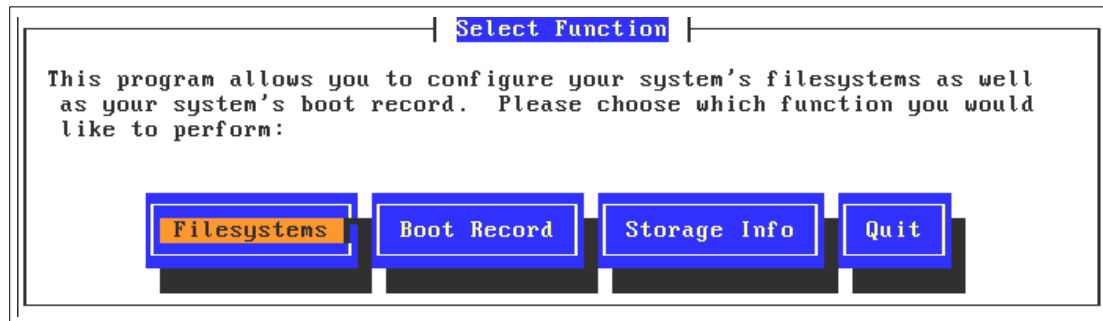 Select Function
This program allows you to configure your system's filesystems as well
as your system's boot record.  Please choose which function you would
like to perform:
Filesystems
Boot Record
Storage Info
Quit